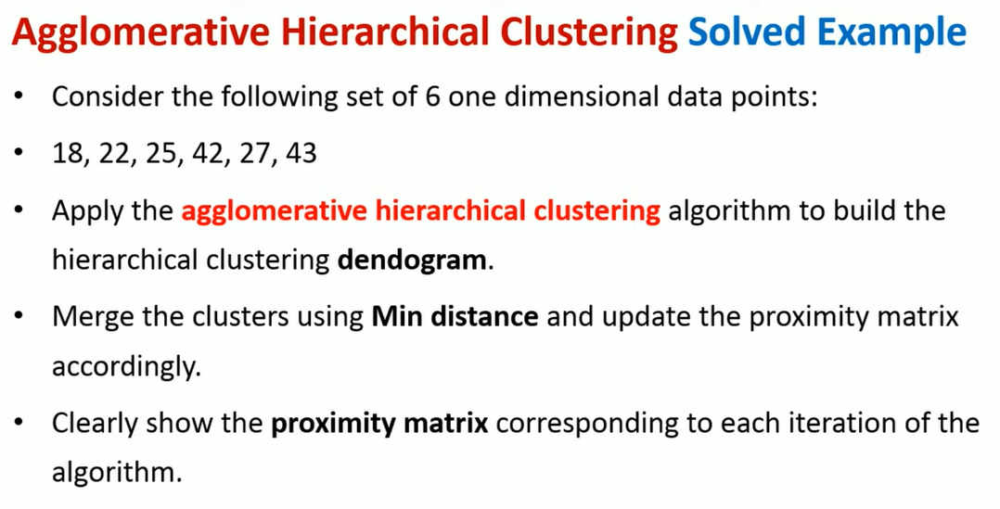 Agglomerative Hierarchical Clustering Solved Example
• Consider the following set of 6 one dimensional data points:
• 18, 22, 25, 42, 27, 43
• Apply the agglomerative hierarchical clustering algorithm to build the
hierarchical clustering dendogram.
• Merge the clusters using Min distance and update the proximity matrix
accordingly.
• Clearly show the proximity matrix corresponding to each iteration of the
algorithm.